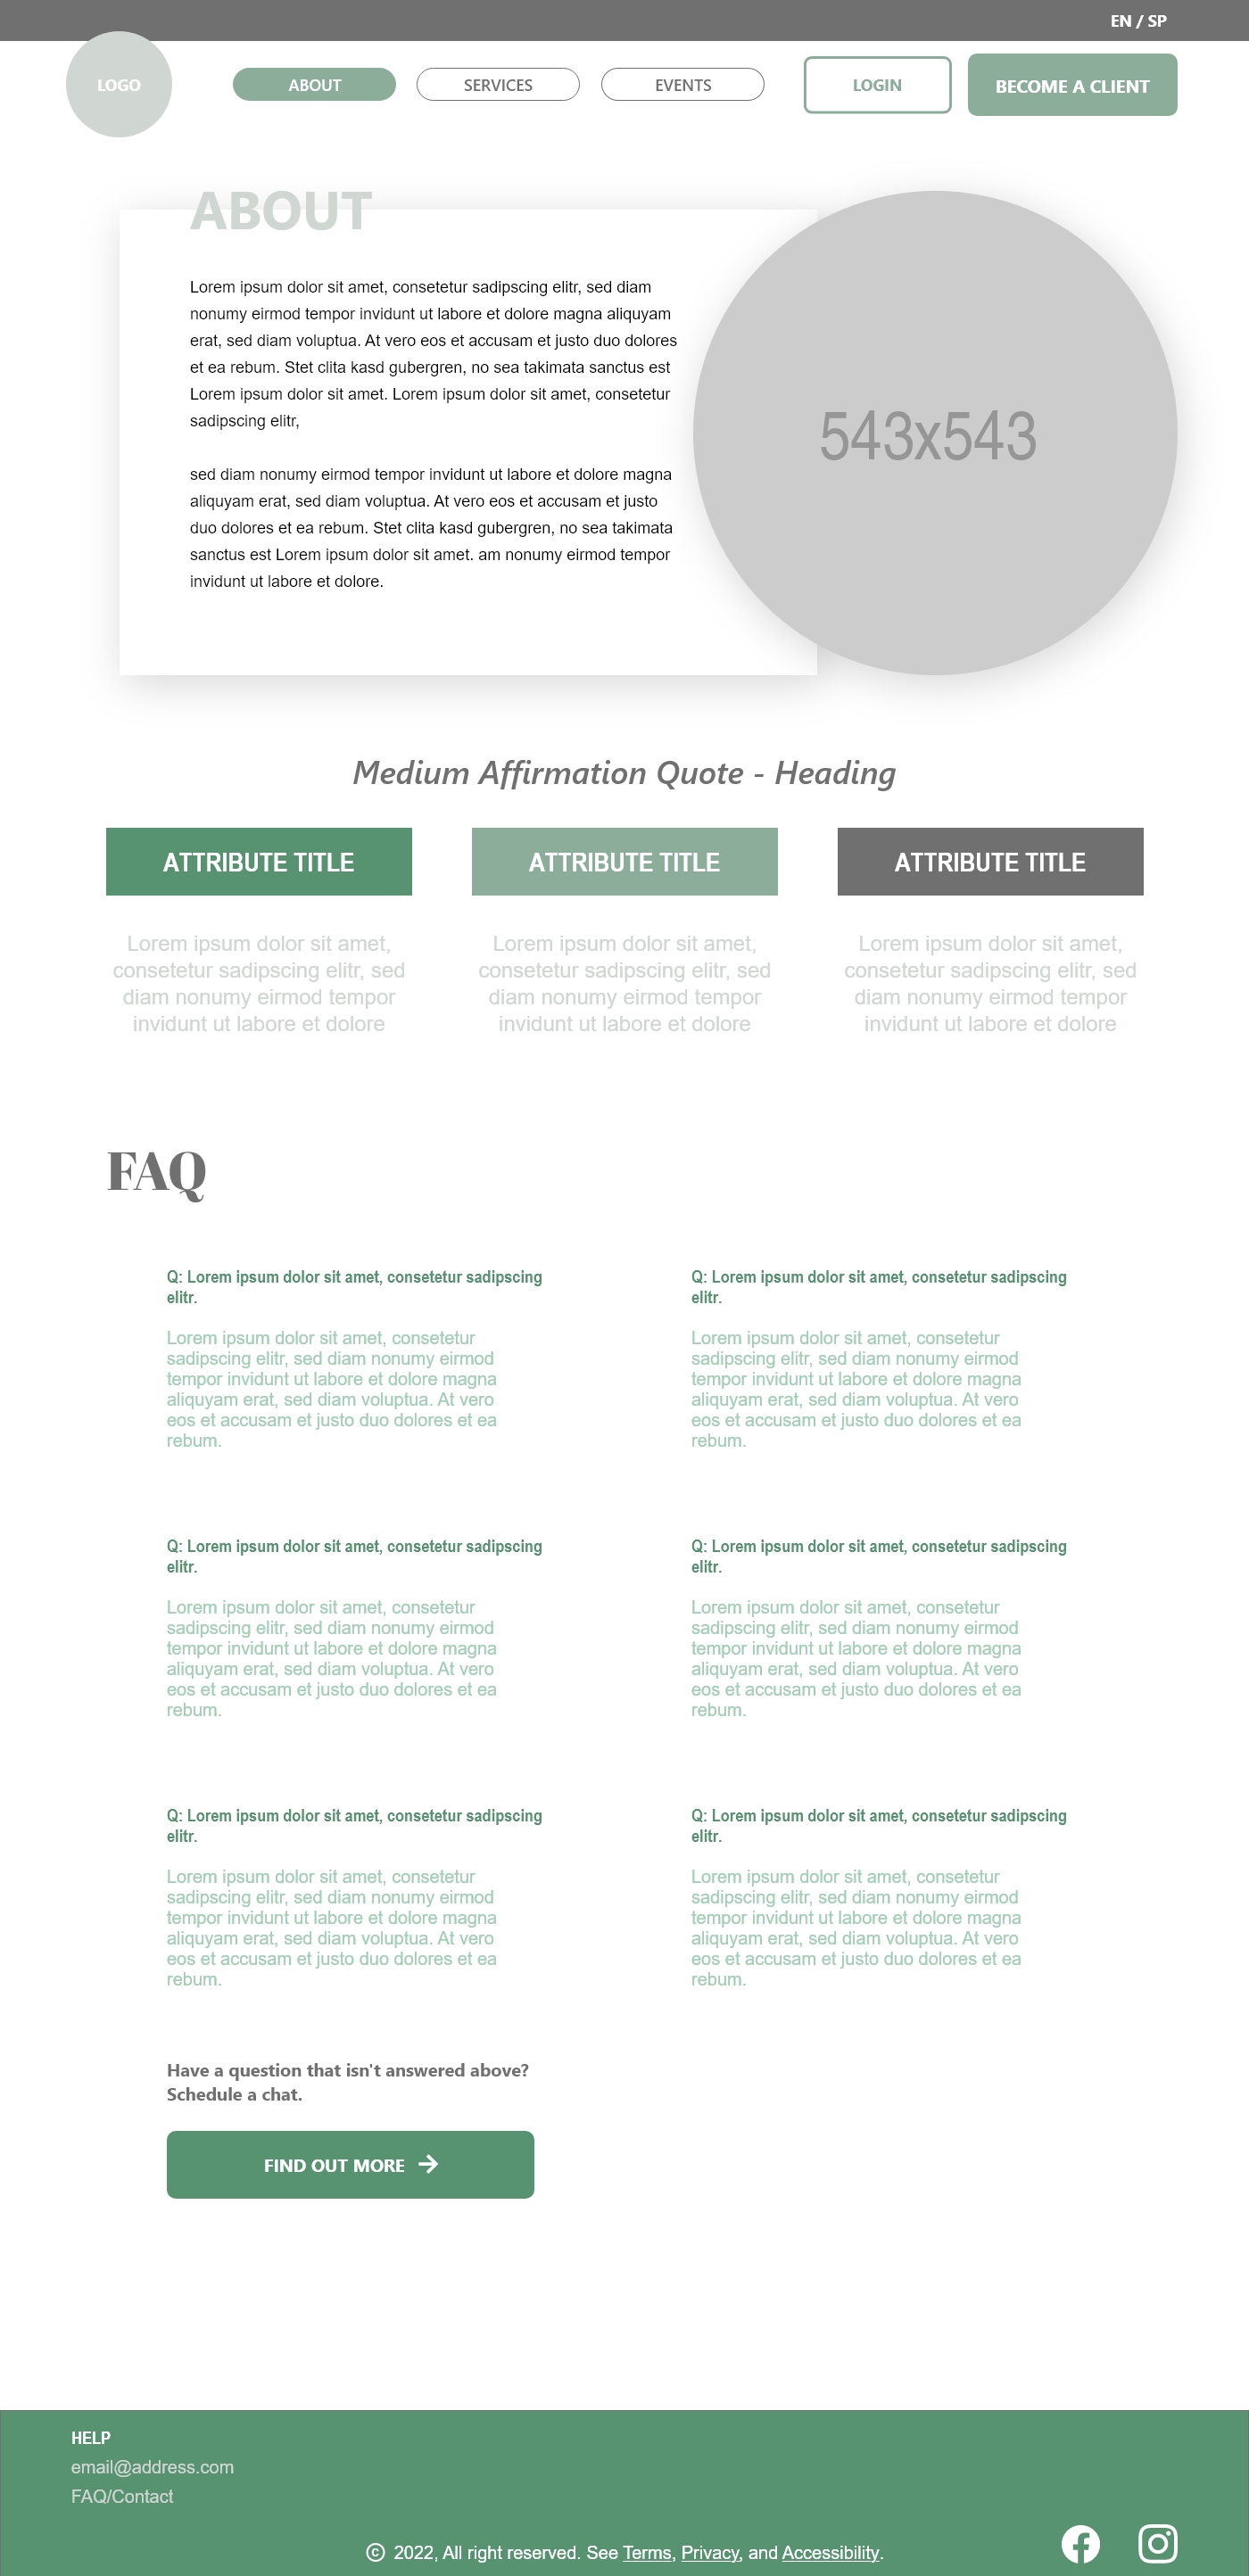 EN / SP
LOGO
ABOUT
SERVICES
EVENTS
LOGIN
BECOME A CLIENT
ABOUT
Lorem ipsum dolor sit amet, consetetur sadipscing elitr, sed diam
nonumy eirmod tempor invidunt ut labore et dolore magna aliquyam
erat, sed diam voluptua. At vero eos et accusam et justo duo dolores
et ea rebum. Stet clita kasd gubergren, no sea takimata sanctus est
Lorem ipsum dolor sit amet. Lorem ipsum dolor sit amet, consetetur
sadipscing elitr,
sed diam nonumy eirmod tempor invidunt ut labore et dolore magna
aliquyam erat, sed diam voluptua. At vero eos et accusam et justo
duo dolores et ea rebum. Stet clita kasd gubergren, no sea takimata
sanctus est Lorem ipsum dolor sit amet. am nonumy eirmod tempor
invidunt ut labore et dolore.
543x543
Medium Affirmation Quote - Heading
ATTRIBUTE TITLE
Lorem ipsum dolor sit amet,
consetetur sadipscing elitr, sed
diam nonumy eirmod tempor
invidunt ut labore et dolore
ATTRIBUTE TITLE
Lorem ipsum dolor sit amet,
consetetur sadipscing elitr, sed
diam nonumy eirmod tempor
invidunt ut labore et dolore
ATTRIBUTE TITLE
Lorem ipsum dolor sit amet,
consetetur sadipscing elitr, sed
diam nonumy eirmod tempor
invidunt ut labore et dolore
FAQ
Q: Lorem ipsum dolor sit amet, consetetur sadipscing
elitr.
Lorem ipsum dolor sit amet, consetetur
sadipscing elitr, sed diam nonumy eirmod
tempor invidunt ut labore et dolore magna
aliquyam erat, sed diam voluptua. At vero
eos et accusam et justo duo dolores et ea
rebum.
Q: Lorem ipsum dolor sit amet, consetetur sadipscing
elitr.
Lorem ipsum dolor sit amet, consetetur
sadipscing elitr, sed diam nonumy eirmod
tempor invidunt ut labore et dolore magna
aliquyam erat, sed diam voluptua. At vero
eos et accusam et justo duo dolores et ea
rebum.
Q: Lorem ipsum dolor sit amet, consetetur sadipscing
elitr.
Lorem ipsum dolor sit amet, consetetur
sadipscing elitr, sed diam nonumy eirmod
tempor invidunt ut labore et dolore magna
aliquyam erat, sed diam voluptua. At vero
eos et accusam et justo duo dolores et ea
rebum.
Q: Lorem ipsum dolor sit amet, consetetur sadipscing
elitr.
Lorem ipsum dolor sit amet, consetetur
sadipscing elitr, sed diam nonumy eirmod
tempor invidunt ut labore et dolore magna
aliquyam erat, sed diam voluptua. At vero
eos et accusam et justo duo dolores et ea
rebum.
Q: Lorem ipsum dolor sit amet, consetetur sadipscing
elitr.
Lorem ipsum dolor sit amet, consetetur
sadipscing elitr, sed diam nonumy eirmod
tempor invidunt ut labore et dolore magna
aliquyam erat, sed diam voluptua. At vero
eos et accusam et justo duo dolores et ea
rebum.
Q: Lorem ipsum dolor sit amet, consetetur sadipscing
elitr.
Lorem ipsum dolor sit amet, consetetur
sadipscing elitr, sed diam nonumy eirmod
tempor invidunt ut labore et dolore magna
aliquyam erat, sed diam voluptua. At vero
eos et accusam et justo duo dolores et ea
rebum.
Have a question that isn't answered above?
Schedule a chat.
FIND OUT MORE →
HELP
email@address.com
FAQ/Contact
© 2022, All right reserved. See Terms, Privacy, and Accessibility.